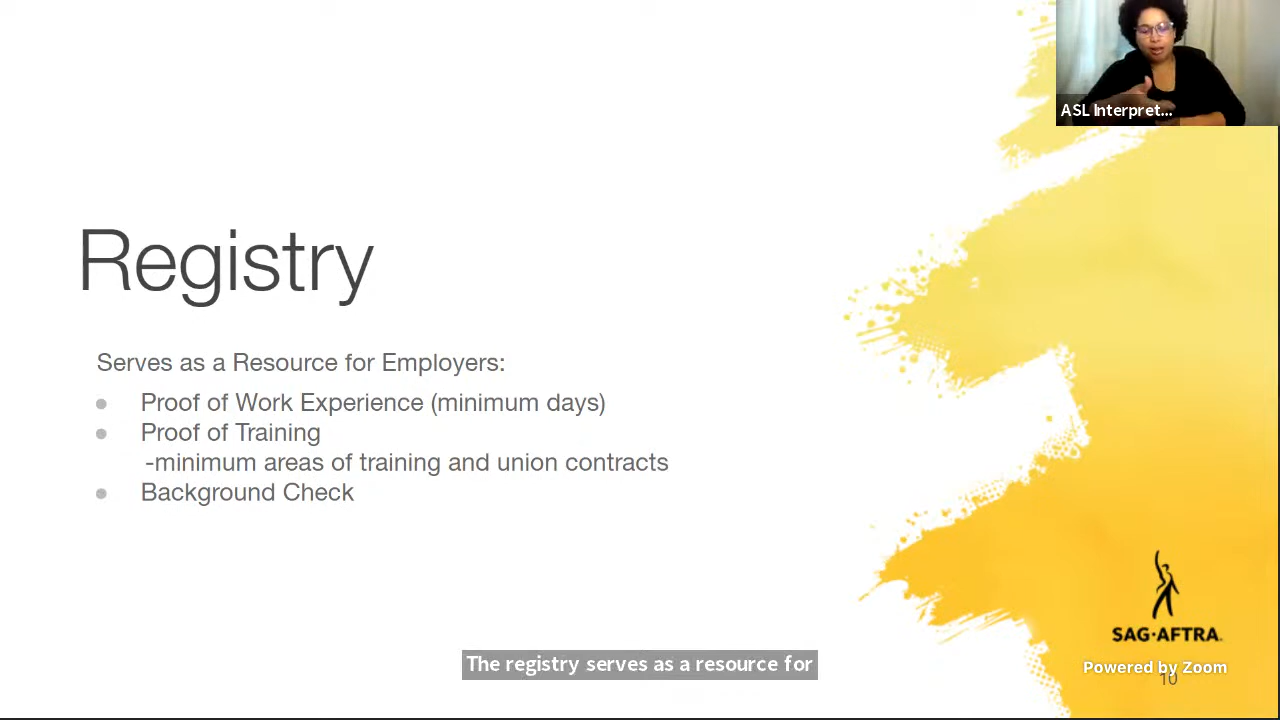 ASL Interpret...
Registry
Serves as a Resource for Employers:
Proof of Work Experience (minimum days)
Proof of Training
-minimum areas of training and union contracts
Background Check
SAG·AFTRA.
The registry serves as a resource for
Powered by Zoom
10